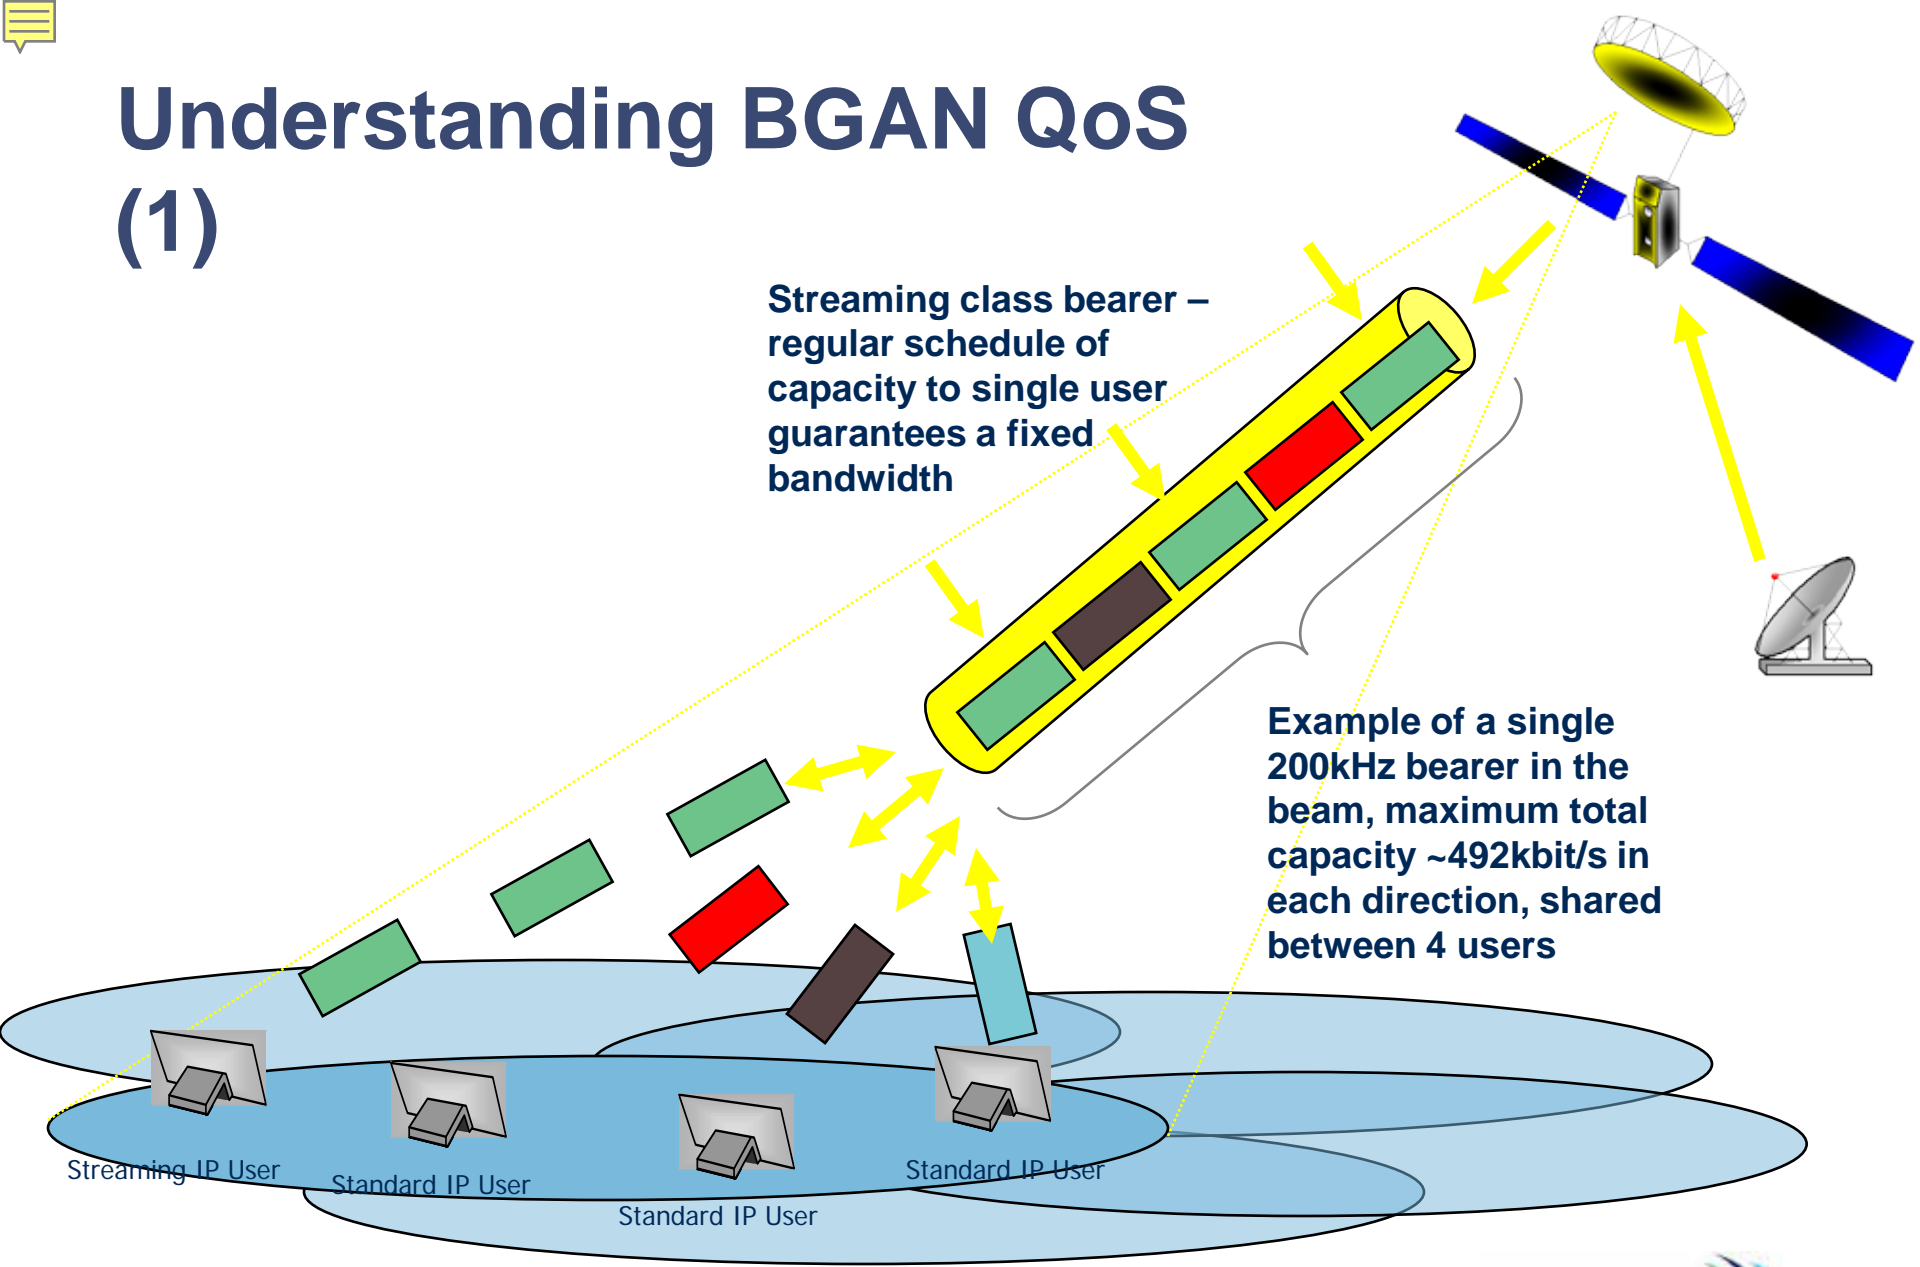 Understanding BGAN QoS
(1)
Streaming class bearer –
regular schedule of
capacity to single user
guarantees a fixed
bandwidth
Example of a single
200kHz bearer in the
beam, maximum total
capacity ~492kbit/s in
each direction, shared
between 4 users
Streaming IP User
Standard IP User
Standard IP User
Standard IP User